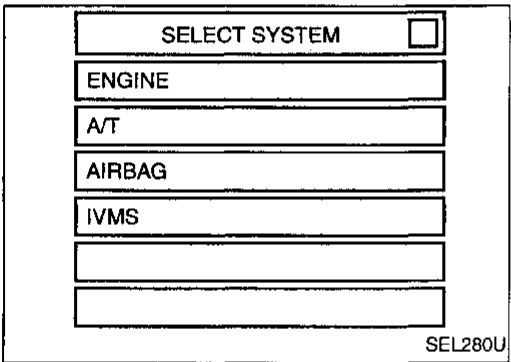 SELECT SYSTEM
ENGINE
A/T
AIRBAG
IVMS
SEL280U